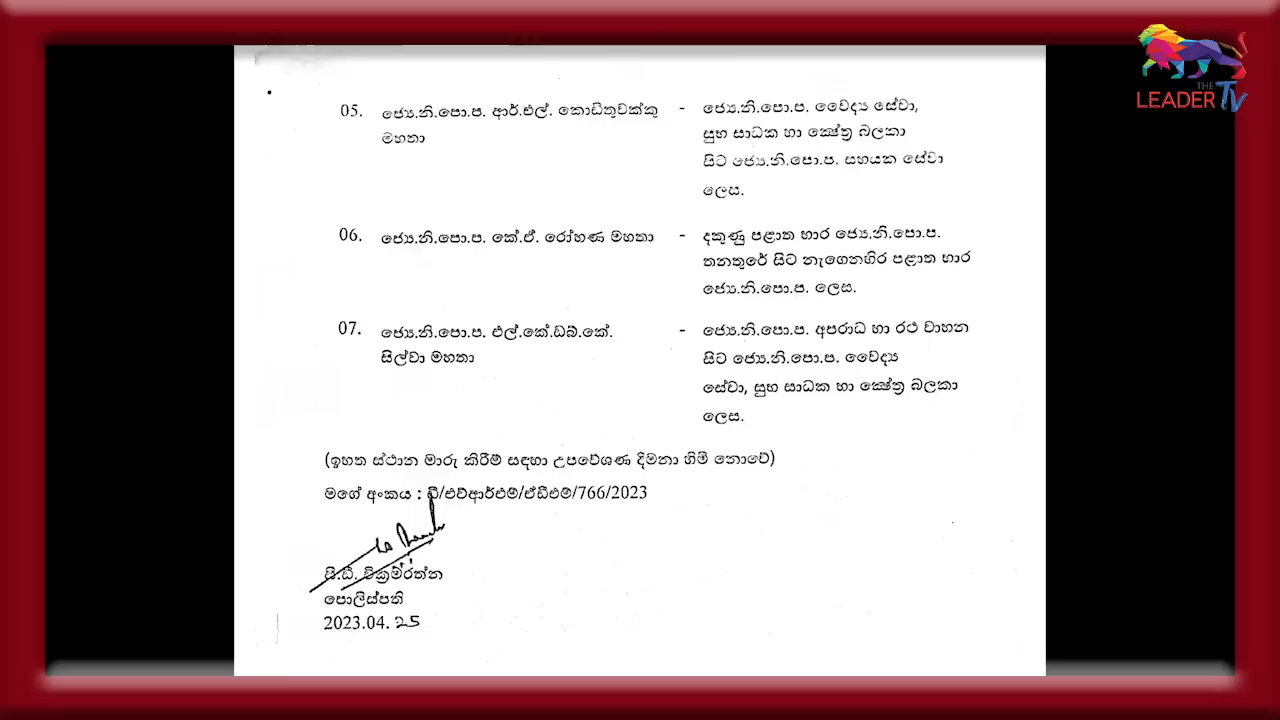 THE
LEADER TV
05. ජ්‍යෙ.නි.පො.ප. ආර්.එල්. කොඩිතුවක්කු - ජ්‍යෙ.නි.පො.ප. වෛද්‍ය සේවා,
මහතා සුභ සාධක හා ක්‍ෂේත්‍ර බලකා
සිට ජ්‍යෙ.නි.පො.ප. සහයක සේවා
ලෙස.
06. ජ්‍යෙ.නි.පො.ප. කේ.ඒ. රෝහණ මහතා - දකුණු පළාත භාර ජ්‍යෙ.නි.පො.ප.
තනතුරේ සිට නැගෙනහිර පළාත භාර
ජ්‍යෙ.නි.පො.ප. ලෙස.
07. ජ්‍යෙ.නි.පො.ප. එල්.කේ.ඩබ්.කේ. - ජ්‍යෙ.නි.පො.ප. අපරාධ හා රථ වාහන
සිල්වා මහතා සිට ජ්‍යෙ.නි.පො.ප. වෛද්‍ය
සේවා, සුභ සාධක හා ක්‍ෂේත්‍ර බලකා
ලෙස.
(ඉහත ස්ථාන මාරු කිරීම් සඳහා උපවේශණ දීමනා හිමි නොවේ)
මගේ අංකය : ඩී/එච්ආර්එම්/ඒඩීඑම්/766/2023
සී.ඩී. වික්‍රමරත්න
පොලිස්පති
2023.04.25